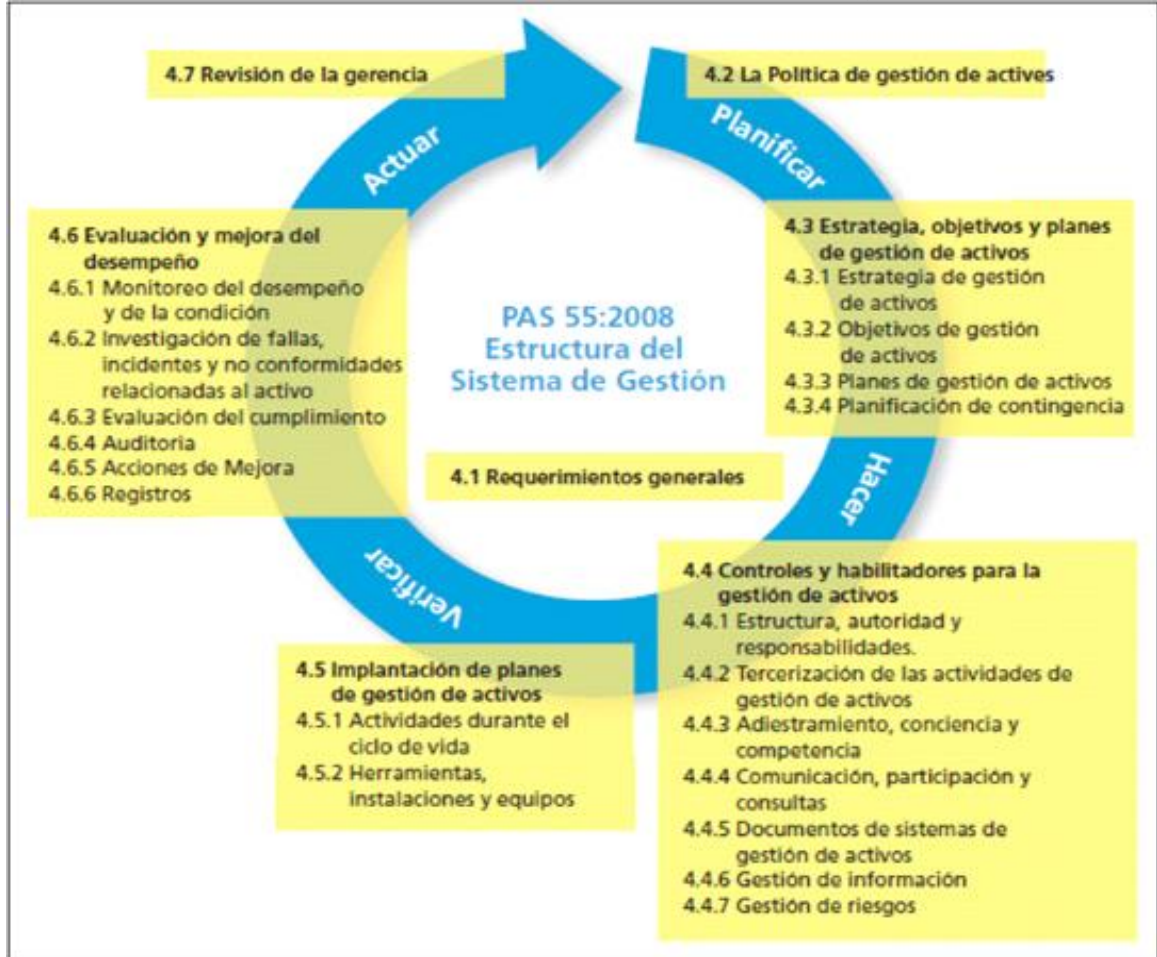 4.7 Revisión de la gerencia
4.2 La Política de gestión de actives
Actuar
Planificar
4.6 Evaluación y mejora del
desempeño
4.6.1 Monitoreo del desempeño
y de la condición
4.6.2 Investigación de fallas,
incidentes y no conformidades
relacionadas al activo
4.6.3 Evaluación del cumplimiento
4.6.4 Auditoria
4.6.5 Acciones de Mejora
4.6.6 Registros
PAS 55:2008
Estructura del
Sistema de Gestión
4.3 Estrategia, objetivos y planes
de gestión de activos
4.3.1 Estrategia de gestión
de activos
4.3.2 Objetivos de gestión
de activos
4.3.3 Planes de gestión de activos
4.3.4 Planificación de contingencia
4.1 Requerimientos generales
Hacer
Verificar
4.4 Controles y habilitadores para la
gestión de activos
4.4.1 Estructura, autoridad y
responsabilidades.
4.4.2 Tercerización de las actividades de
gestión de activos
4.4.3 Adiestramiento, conciencia y
competencia
4.4.4 Comunicación, participación y
consultas
4.4.5 Documentos de sistemas de
gestión de activos
4.4.6 Gestión de información
4.4.7 Gestión de riesgos
4.5 Implantación de planes
de gestión de activos
4.5.1 Actividades durante el
ciclo de vida
4.5.2 Herramientas,
instalaciones y equipos